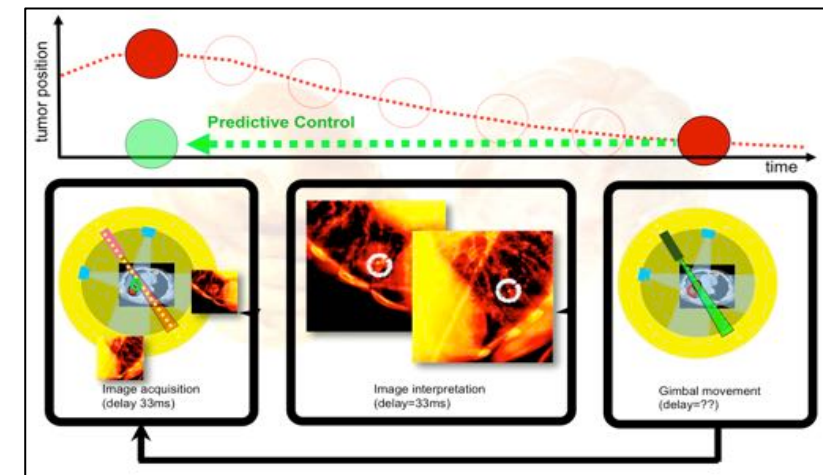 tumor position
Predictive Control
time
Image acquisition
(delay 33ms)
Image interpretation
(delay=33ms)
Gimbal movement
(delay=??)